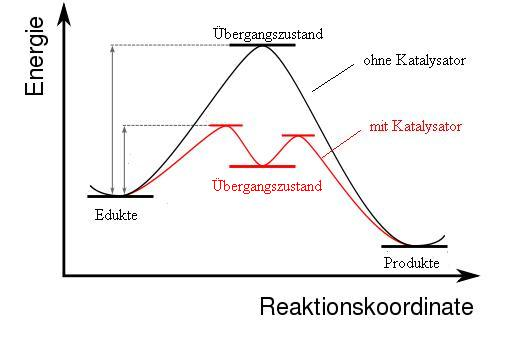 Energie
Übergangszustand
ohne Katalysator
mit Katalysator
Übergangszustand
Edukte
Produkte
Reaktionskoordinate